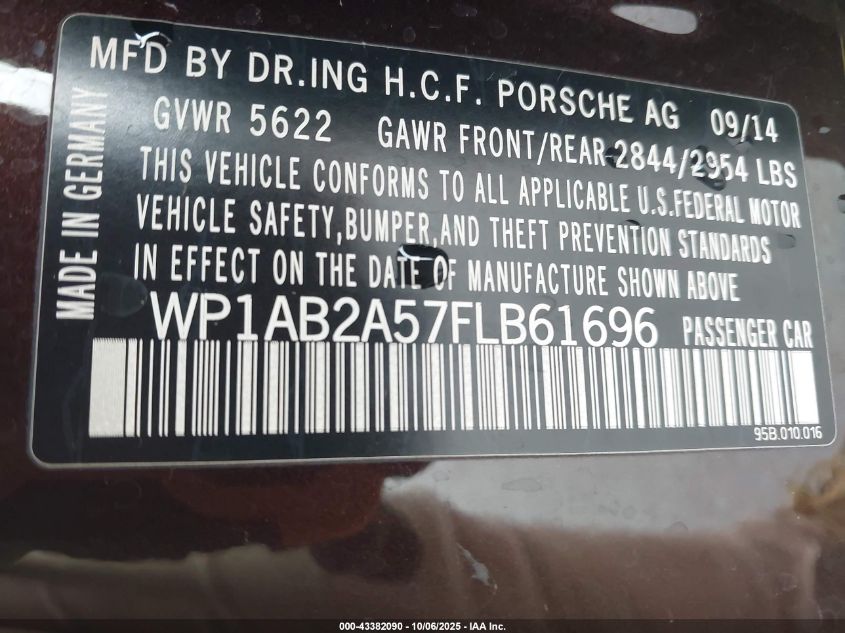 MFD BY DR.ING H.C.F. PORSCHE AG 09/14
GVWR 5622 GAWR FRONT/REAR 2844/2954 LBS
THIS VEHICLE CONFORMS TO ALL APPLICABLE U.S.FEDERAL MOTOR
VEHICLE SAFETY,BUMPER,AND THEFT PREVENTION STANDARDS
IN EFFECT ON THE DATE OF MANUFACTURE SHOWN ABOVE
MADE IN GERMANY
WP1AB2A57FLB61696 PASSENGER CAR
95B.010.016
000-43382090 - 10/06/2025 - IAA Inc.